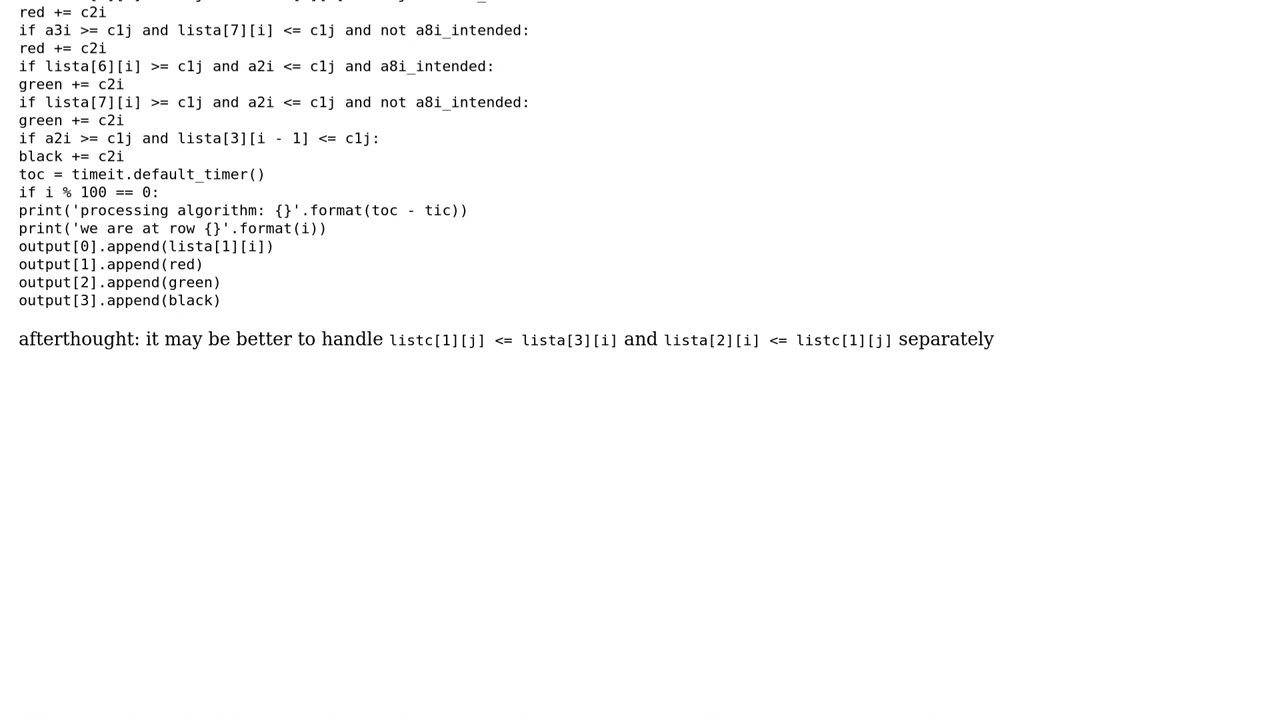 red += c2i
if a3i >= c1j and lista[7][i] <= c1j and not a8i_intended:
red += c2i
if lista[6][i] >= c1j and a2i <= c1j and a8i_intended:
green += c2i
if lista[7][i] >= c1j and a2i <= c1j and not a8i_intended:
green += c2i
if a2i >= c1j and lista[3][i - 1] <= c1j:
black += c2i
toc = timeit.default_timer()
if i % 100 == 0:
print('processing algorithm: {}'.format(toc - tic))
print('we are at row {}'.format(i))
output[0].append(lista[1][i])
output[1].append(red)
output[2].append(green)
output[3].append(black)
afterthought: it may be better to handle listc[1][j] <= lista[3][i] and lista[2][i] <= listc[1][j] separately